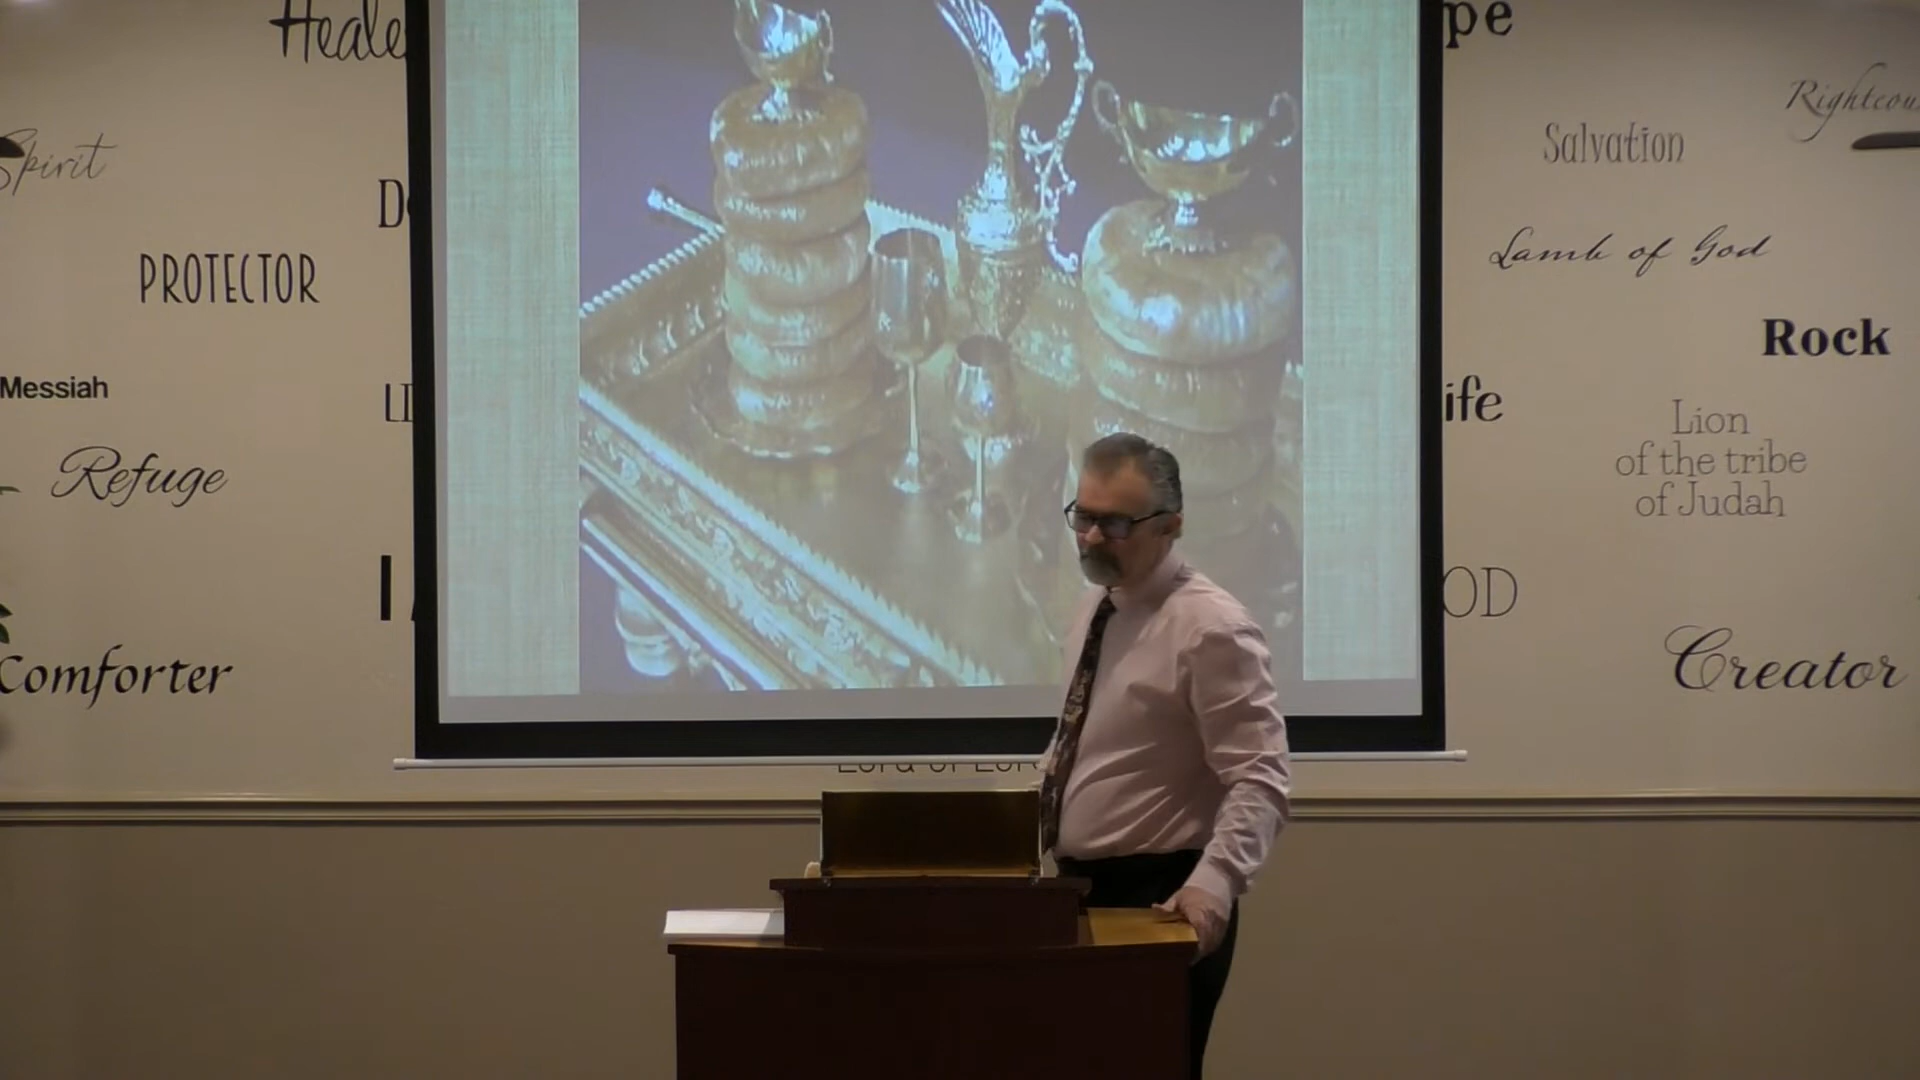 Heale
Spirit
D
PROTECTOR
Messiah
LI
Refuge
I
Comforter
pe
Righteou
Salvation
Lamb of God
Rock
ife
Lion
of the tribe
of Judah
OD
Creator